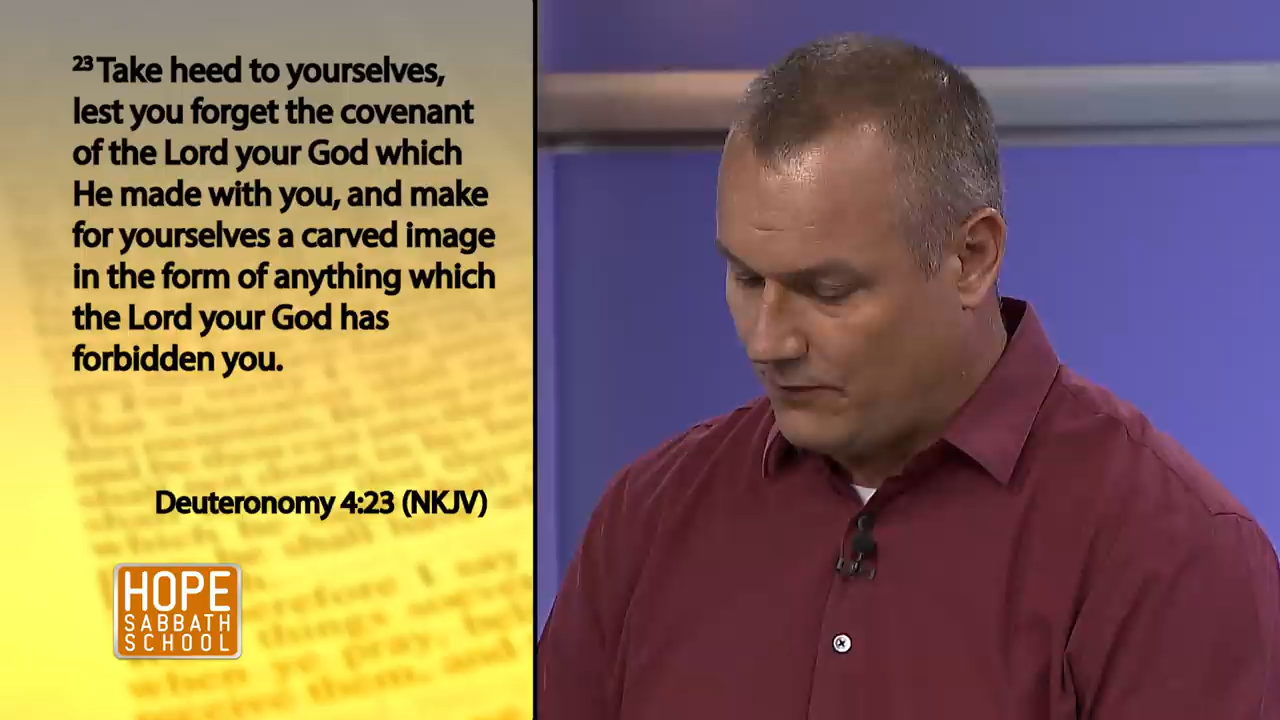 ²³Take heed to yourselves,
lest you forget the covenant
of the Lord your God which
He made with you, and make
for yourselves a carved image
in the form of anything which
the Lord your God has
forbidden you.
Deuteronomy 4:23 (NKJV)
HOPE
SABBATH
SCHOOL